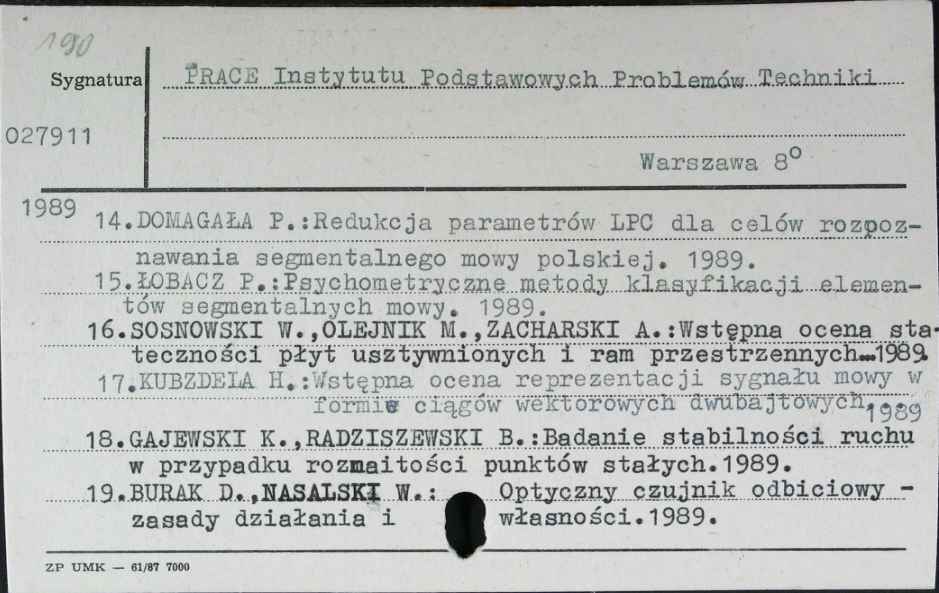 190
Sygnatura PRACE Instytutu Podstawowych Problemów Techniki
027911
Warszawa 8º
1989
14.DOMAGAŁA P.:Redukcja parametrów LPC dla celów rozpoz-
nawania segmentalnego mowy polskiej. 1989.
15.ŁOBACZ P.:Psychometryczne metody klasyfikacji elemen-
tów segmentalnych mowy. 1989.
16.SOSNOWSKI W.,OLEJNIK M.,ZACHARSKI A.:Wstępna ocena sta-
teczności płyt usztywnionych i ram przestrzennych.1989.
17.KUBZDELA H.:Wstępna ocena reprezentacji sygnału mowy w
formie ciągów wektorowych dwubajtowych.1989
18.GAJEWSKI K.,RADZISZEWSKI B.:Badanie stabilności ruchu
w przypadku rozmaitości punktów stałych.1989.
19.BURAK D.,NASALSKI W.: Optyczny czujnik odbiciowy -
zasady działania i własności.1989.
ZP UMK — 61/87 7000